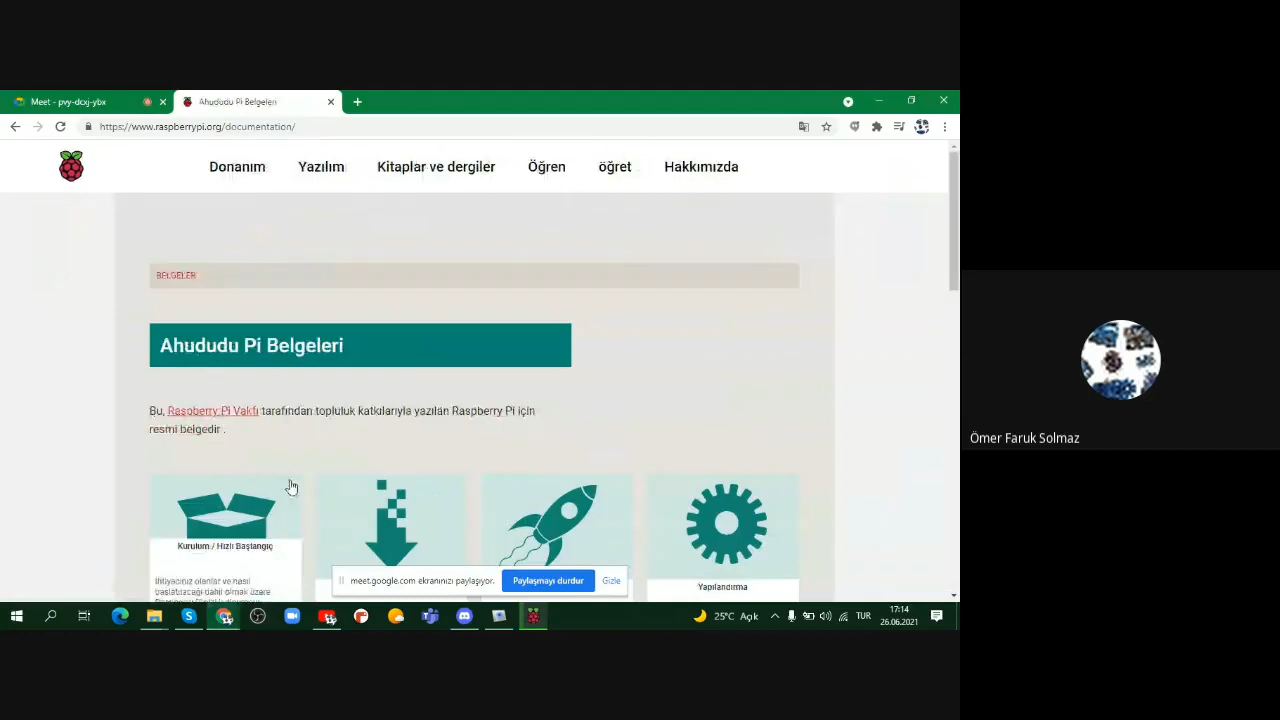 Meet - pvy-dcxj-ybx
Ahududu Pi Belgeleri
https://www.raspberrypi.org/documentation/
Donanım
Yazılım
Kitaplar ve dergiler
Öğren
öğret
Hakkımızda
BELGELER
Ahududu Pi Belgeleri
Bu, Raspberry Pi Vakfı tarafından topluluk katkılarıyla yazılan Raspberry Pi için
resmi belgedir .
Kurulum / Hızlı Başlangıç
İhtiyacınız olanlar ve nasıl
başlatılacağı dahil olmak üzere
Yapılandırma
meet.google.com ekranınızı paylaşıyor.
Paylaşmayı durdur
Gizle
25°C Açık
TUR
17:14
26.06.2021
Ömer Faruk Solmaz